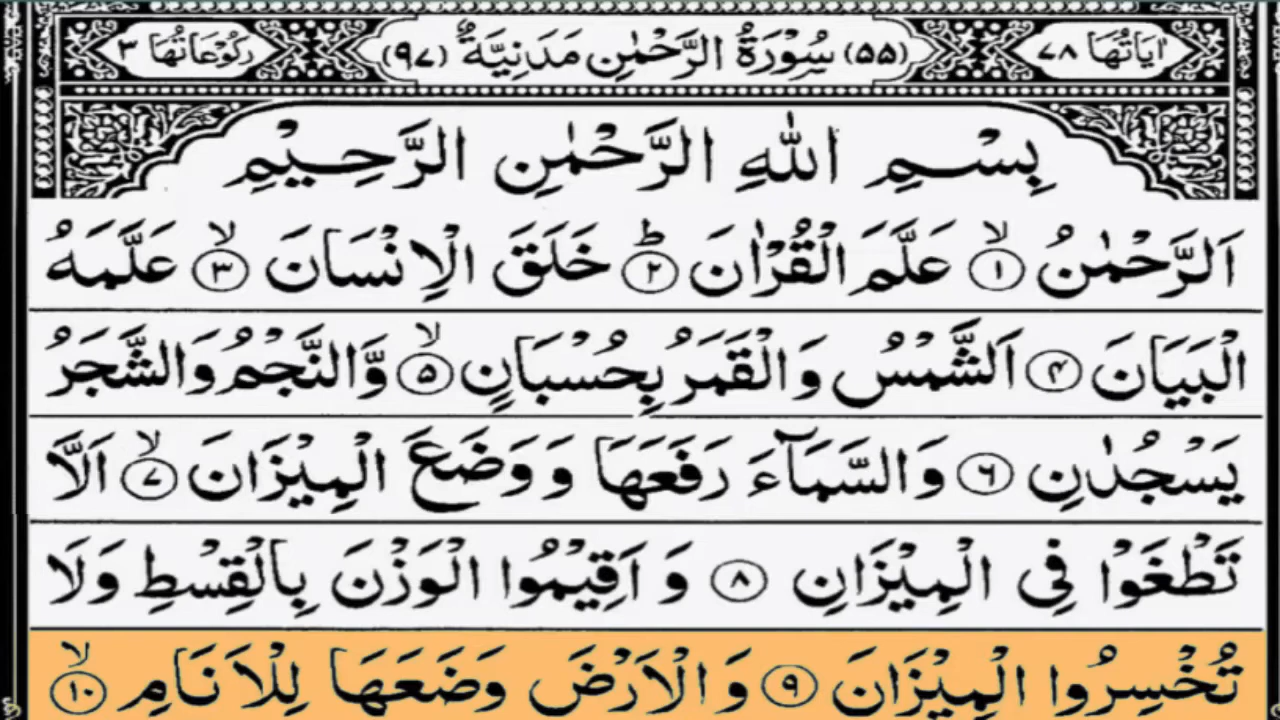 اٰيَاتُهَا ٧٨ (٥٥) سُوْرَةُ الرَّحْمٰنِ مَدَنِيَّةٌ (٩٧) رُكُوْعَاتُهَا ٣
بِسْمِ اللّٰهِ الرَّحْمٰنِ الرَّحِيْمِ
اَلرَّحْمٰنُ ۙ﴿١﴾ عَلَّمَ الْقُرْاٰنَ ؕ﴿٢﴾ خَلَقَ الْاِنْسَانَ ۙ﴿٣﴾ عَلَّمَهُ
الْبَيَانَ ﴿٤﴾ اَلشَّمْسُ وَالْقَمَرُ بِحُسْبَانٍ ۙ﴿٥﴾ وَّالنَّجْمُ وَالشَّجَرُ
يَسْجُدٰنِ ﴿٦﴾ وَالسَّمَآءَ رَفَعَهَا وَوَضَعَ الْمِيْزَانَ ۙ﴿٧﴾ اَلَّا
تَطْغَوْا فِى الْمِيْزَانِ ﴿٨﴾ وَاَقِيْمُوا الْوَزْنَ بِالْقِسْطِ وَلَا
تُخْسِرُوا الْمِيْزَانَ ﴿٩﴾ وَالْاَرْضَ وَضَعَهَا لِلْاَنَامِ ۙ﴿١٠﴾